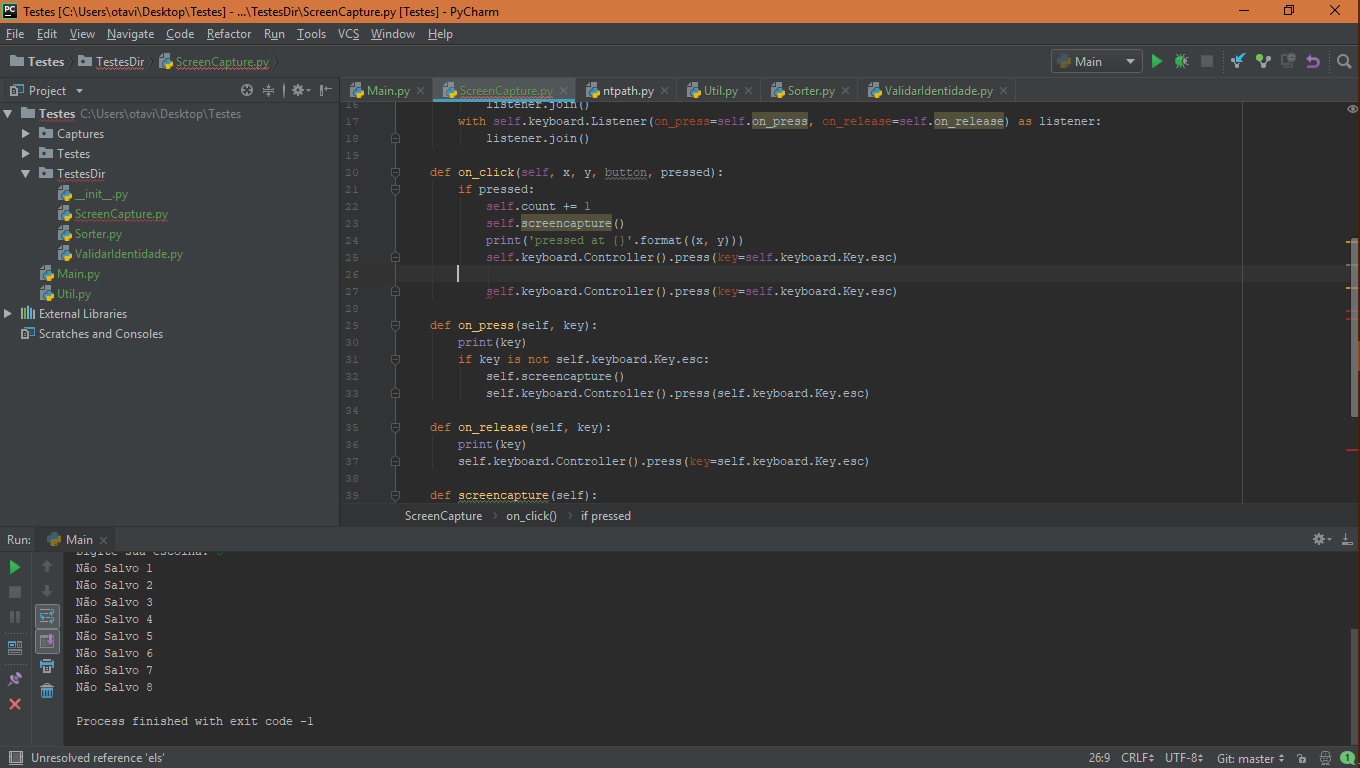 Testes [C:\Users\otavi\Desktop\Testes] - ...\TestesDir\ScreenCapture.py [Testes] - PyCharm
File Edit View Navigate Code Refactor Run Tools VCS Window Help
Testes TestesDir ScreenCapture.py Main
Project Main.py ScreenCapture.py ntpath.py Util.py Sorter.py ValidarIdentidade.py
Testes C:\Users\otavi\Desktop\Testes
Captures
Testes
TestesDir
__init__.py
ScreenCapture.py
Sorter.py
ValidarIdentidade.py
Main.py
Util.py
External Libraries
Scratches and Consoles
16 listener.join()
17 with self.keyboard.Listener(on_press=self.on_press, on_release=self.on_release) as listener:
18 listener.join()
19
20 def on_click(self, x, y, button, pressed):
21 if pressed:
22 self.count += 1
23 self.screencapture()
24 print('pressed at {}'.format((x, y)))
25 self.keyboard.Controller().press(key=self.keyboard.Key.esc)
26
27 self.keyboard.Controller().press(key=self.keyboard.Key.esc)
28
29 def on_press(self, key):
30 print(key)
31 if key is not self.keyboard.Key.esc:
32 self.screencapture()
33 self.keyboard.Controller().press(self.keyboard.Key.esc)
34
35 def on_release(self, key):
36 print(key)
37 self.keyboard.Controller().press(key=self.keyboard.Key.esc)
38
39 def screencapture(self):
ScreenCapture on_click() if pressed
Run: Main
Digite sua escolha:
Não Salvo 1
Não Salvo 2
Não Salvo 3
Não Salvo 4
Não Salvo 5
Não Salvo 6
Não Salvo 7
Não Salvo 8
Process finished with exit code -1
Unresolved reference 'els' 26:9 CRLF UTF-8 Git: master 1